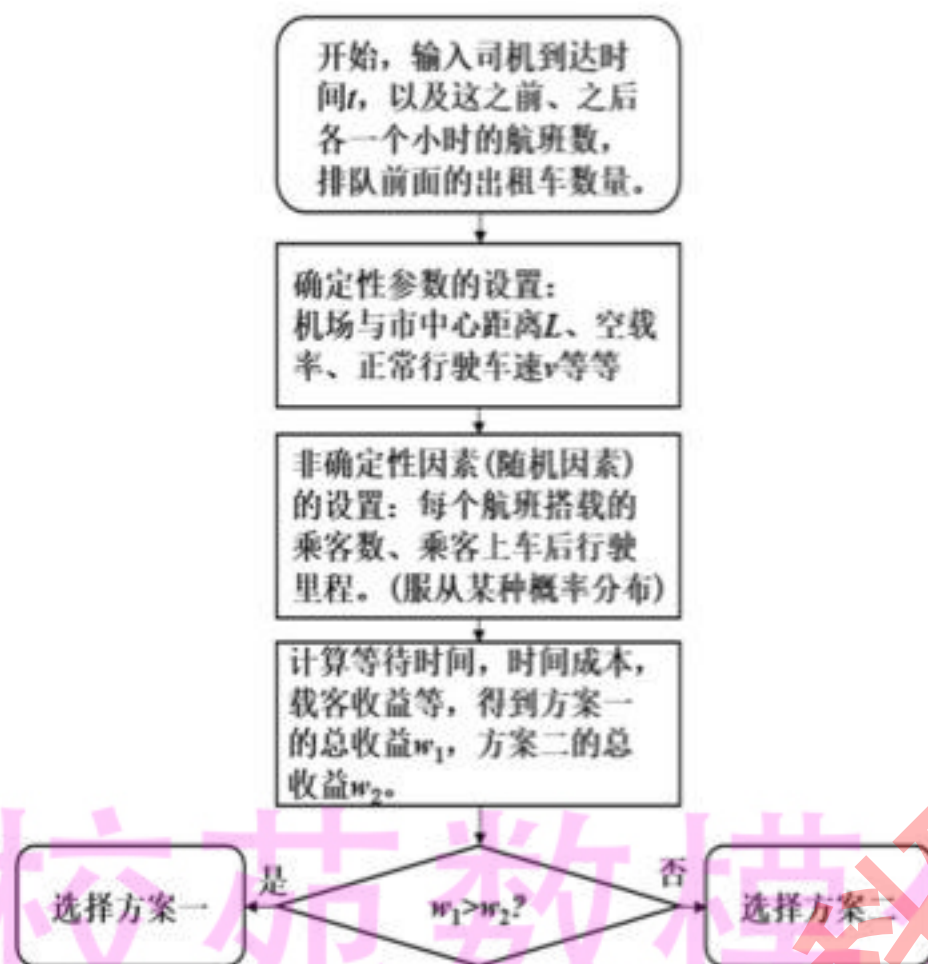 开始，输入司机到达时
间t，以及这之前、之后
各一个小时的航班数，
排队前面的出租车数量。
确定性参数的设置：
机场与市中心距离L、空载
率、正常行驶车速v等等
非确定性因素(随机因素)
的设置：每个航班搭载的
乘客数、乘客上车后行驶
里程。(服从某种概率分布)
计算等待时间，时间成本，
载客收益等，得到方案一
的总收益w₁，方案二的总
收益w₂。
是
否
选择方案一
w₁>w₂?
选择方案二
数模